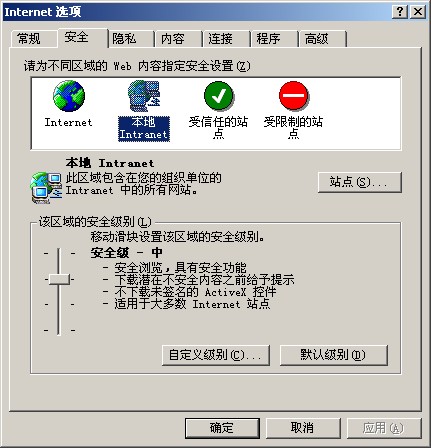 Internet 选项
常规 安全 隐私 内容 连接 程序 高级
请为不同区域的 Web 内容指定安全设置(Z)
Internet
本地
Intranet
受信任的站
点
受限制的站
点
本地 Intranet
此区域包含在您的组织单位的
Intranet 中的所有网站。
站点(S)...
该区域的安全级别(L)
移动滑块设置该区域的安全级别。
安全级 - 中
- 安全浏览,具有安全功能
- 下载潜在不安全内容之前给予提示
- 不下载未签名的 ActiveX 控件
- 适用于大多数 Internet 站点
自定义级别(C)... 默认级别(D)
确定 取消 应用(A)